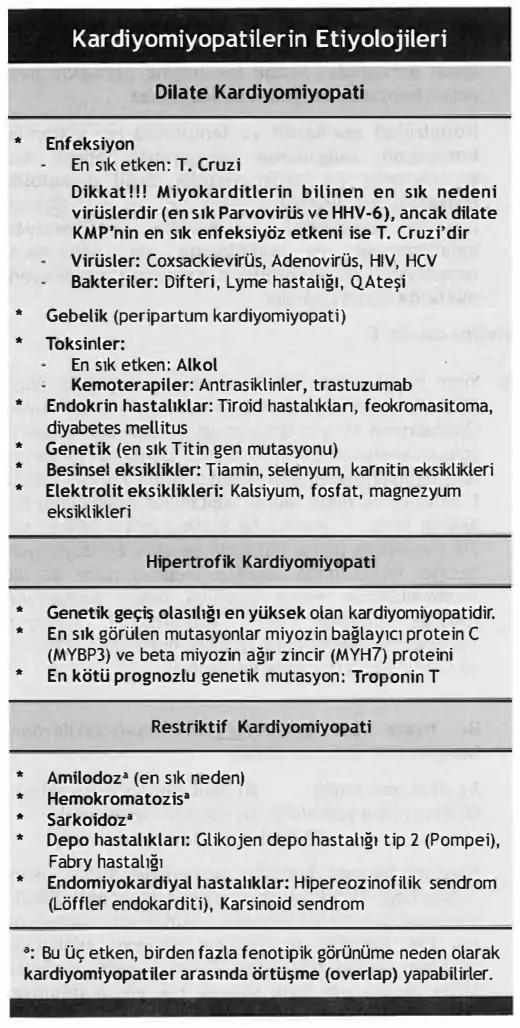 Kardiyomiyopatilerin Etiyolojileri
Dilate Kardiyomiyopati
* Enfeksiyon
- En sık etken: T. Cruzi
Dikkat!!! Miyokarditlerin bilinen en sık nedeni
virüslerdir (en sık Parvovirüs ve HHV-6), ancak dilate
KMP'nin en sık enfeksiyöz etkeni ise T. Cruzi'dir
- Virüsler: Coxsackievirüs, Adenovirüs, HIV, HCV
- Bakteriler: Difteri, Lyme hastalığı, Q Ateşi
* Gebelik (peripartum kardiyomiyopati)
* Toksinler:
- En sık etken: Alkol
- Kemoterapiler: Antrasiklinler, trastuzumab
* Endokrin hastalıklar: Tiroid hastalıkları, feokromasitoma,
diyabetes mellitus
* Genetik (en sık Titin gen mutasyonu)
* Besinsel eksiklikler: Tiamin, selenyum, karnitin eksiklikleri
* Elektrolit eksiklikleri: Kalsiyum, fosfat, magnezyum
eksiklikleri
Hipertrofik Kardiyomiyopati
* Genetik geçiş olasılığı en yüksek olan kardiyomiyopatidir.
* En sık görülen mutasyonlar miyozin bağlayıcı protein C
(MYBP3) ve beta miyozin ağır zincir (MYH7) proteini
* En kötü prognozlu genetik mutasyon: Troponin T
Restriktif Kardiyomiyopati
* Amilodozᵃ (en sık neden)
* Hemokromatozisᵃ
* Sarkoidozᵃ
* Depo hastalıkları: Glikojen depo hastalığı tip 2 (Pompei),
Fabry hastalığı
* Endomiyokardiyal hastalıklar: Hipereozinofilik sendrom
(Löffler endokarditi), Karsinoid sendrom
ᵃ: Bu üç etken, birden fazla fenotipik görünüme neden olarak
kardiyomiyopatiler arasında örtüşme (overlap) yapabilirler.